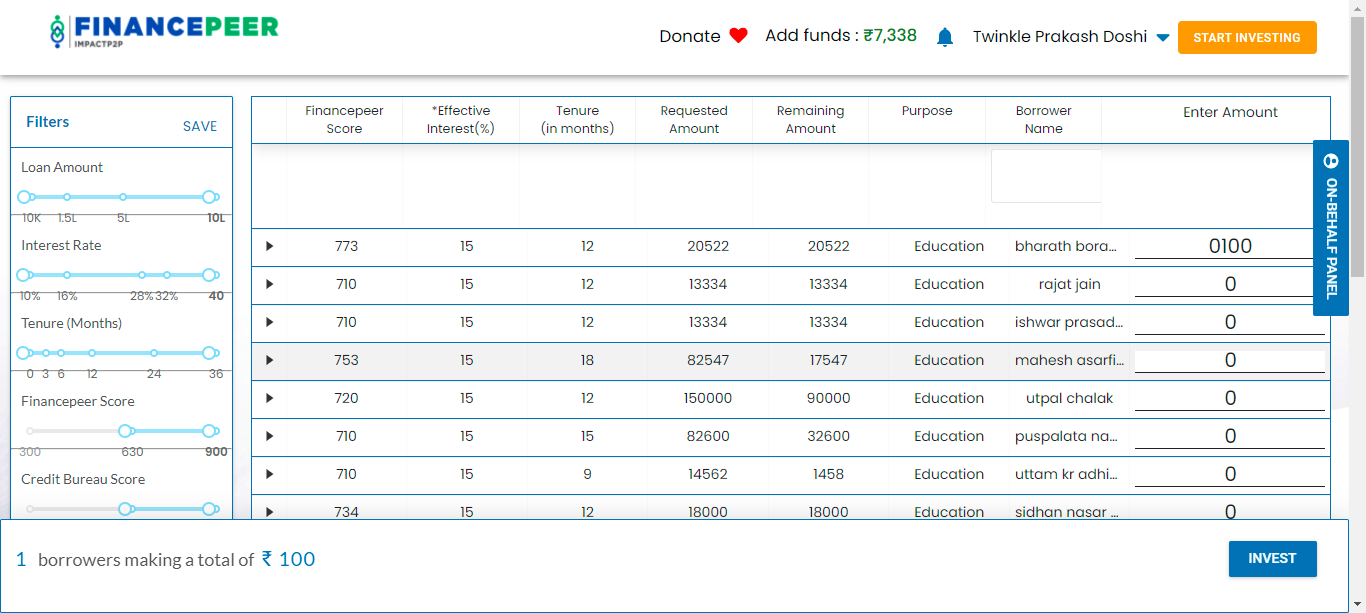 FINANCEPEER
IMPACTP2P
Donate
Add funds : ₹7,338
Twinkle Prakash Doshi
START INVESTING
Filters
SAVE
Loan Amount
10K 1.5L 5L 10L
Interest Rate
10% 16% 28% 32% 40
Tenure (Months)
0 3 6 12 24 36
Financepeer Score
300 630 900
Credit Bureau Score
Financepeer Score
*Effective Interest(%)
Tenure (in months)
Requested Amount
Remaining Amount
Purpose
Borrower Name
Enter Amount
773 15 12 20522 20522 Education bharath bora... 0100
710 15 12 13334 13334 Education rajat jain 0
710 15 12 13334 13334 Education ishwar prasad... 0
753 15 18 82547 17547 Education mahesh asarfi... 0
720 15 12 150000 90000 Education utpal chalak 0
710 15 15 82600 32600 Education puspalata na... 0
710 15 9 14562 1458 Education uttam kr adhi... 0
734 15 12 18000 18000 Education sidhan nasar ... 0
ON-BEHALF PANEL
1 borrowers making a total of ₹ 100
INVEST